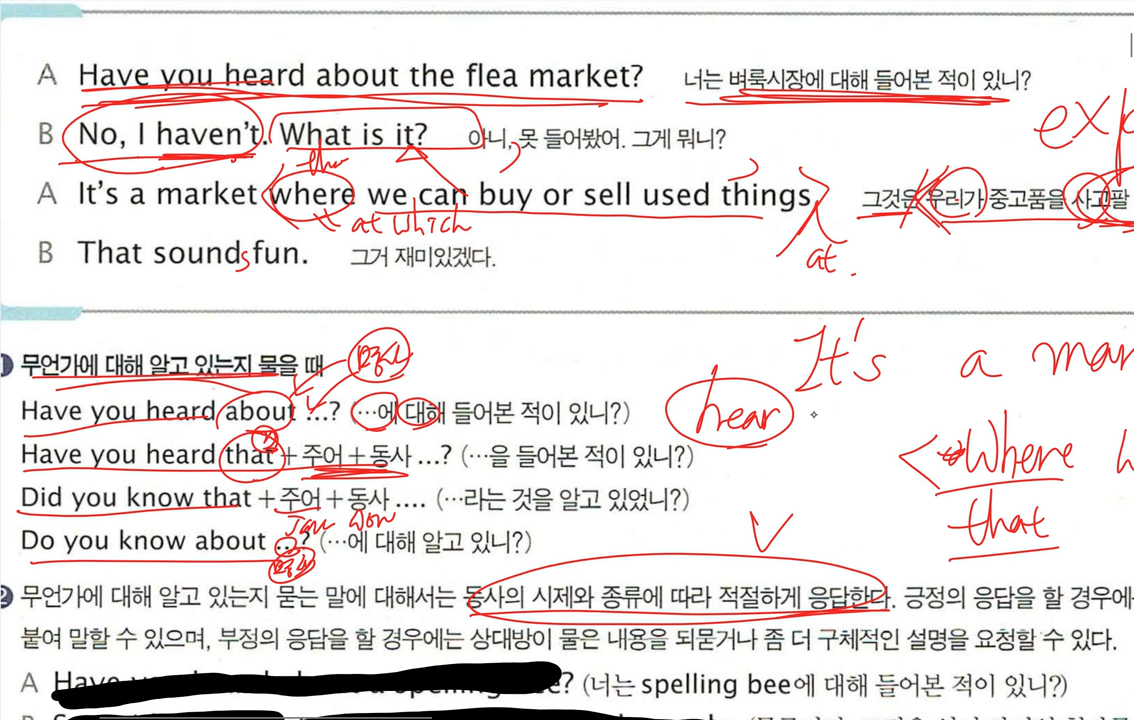 A Have you heard about the flea market? 너는 벼룩시장에 대해 들어본 적이 있니?
exp
B No, I haven't. What is it? 아니, 못 들어봤어. 그게 뭐니?
A It's a market where we can buy or sell used things 그것은 우리가 중고품을 사고팔
at which
at.
B That sounds fun. 그거 재미있겠다.
It's a mar
1 무언가에 대해 알고 있는지 물을 때
명사
Have you heard about ...? (…에 대해 들어본 적이 있니?)
hear
Have you heard that + 주어 + 동사 ...? (…을 들어본 적이 있니?)
where
Did you know that + 주어 + 동사 .... (…라는 것을 알고 있었니?)
that
Do you know about ...? (…에 대해 알고 있니?)
명사
2 무언가에 대해 알고 있는지 묻는 말에 대해서는 동사의 시제와 종류에 따라 적절하게 응답한다. 긍정의 응답을 할 경우에
붙여 말할 수 있으며, 부정의 응답을 할 경우에는 상대방이 물은 내용을 되묻거나 좀 더 구체적인 설명을 요청할 수 있다.
A Have ? (너는 spelling bee에 대해 들어본 적이 있니?)
B